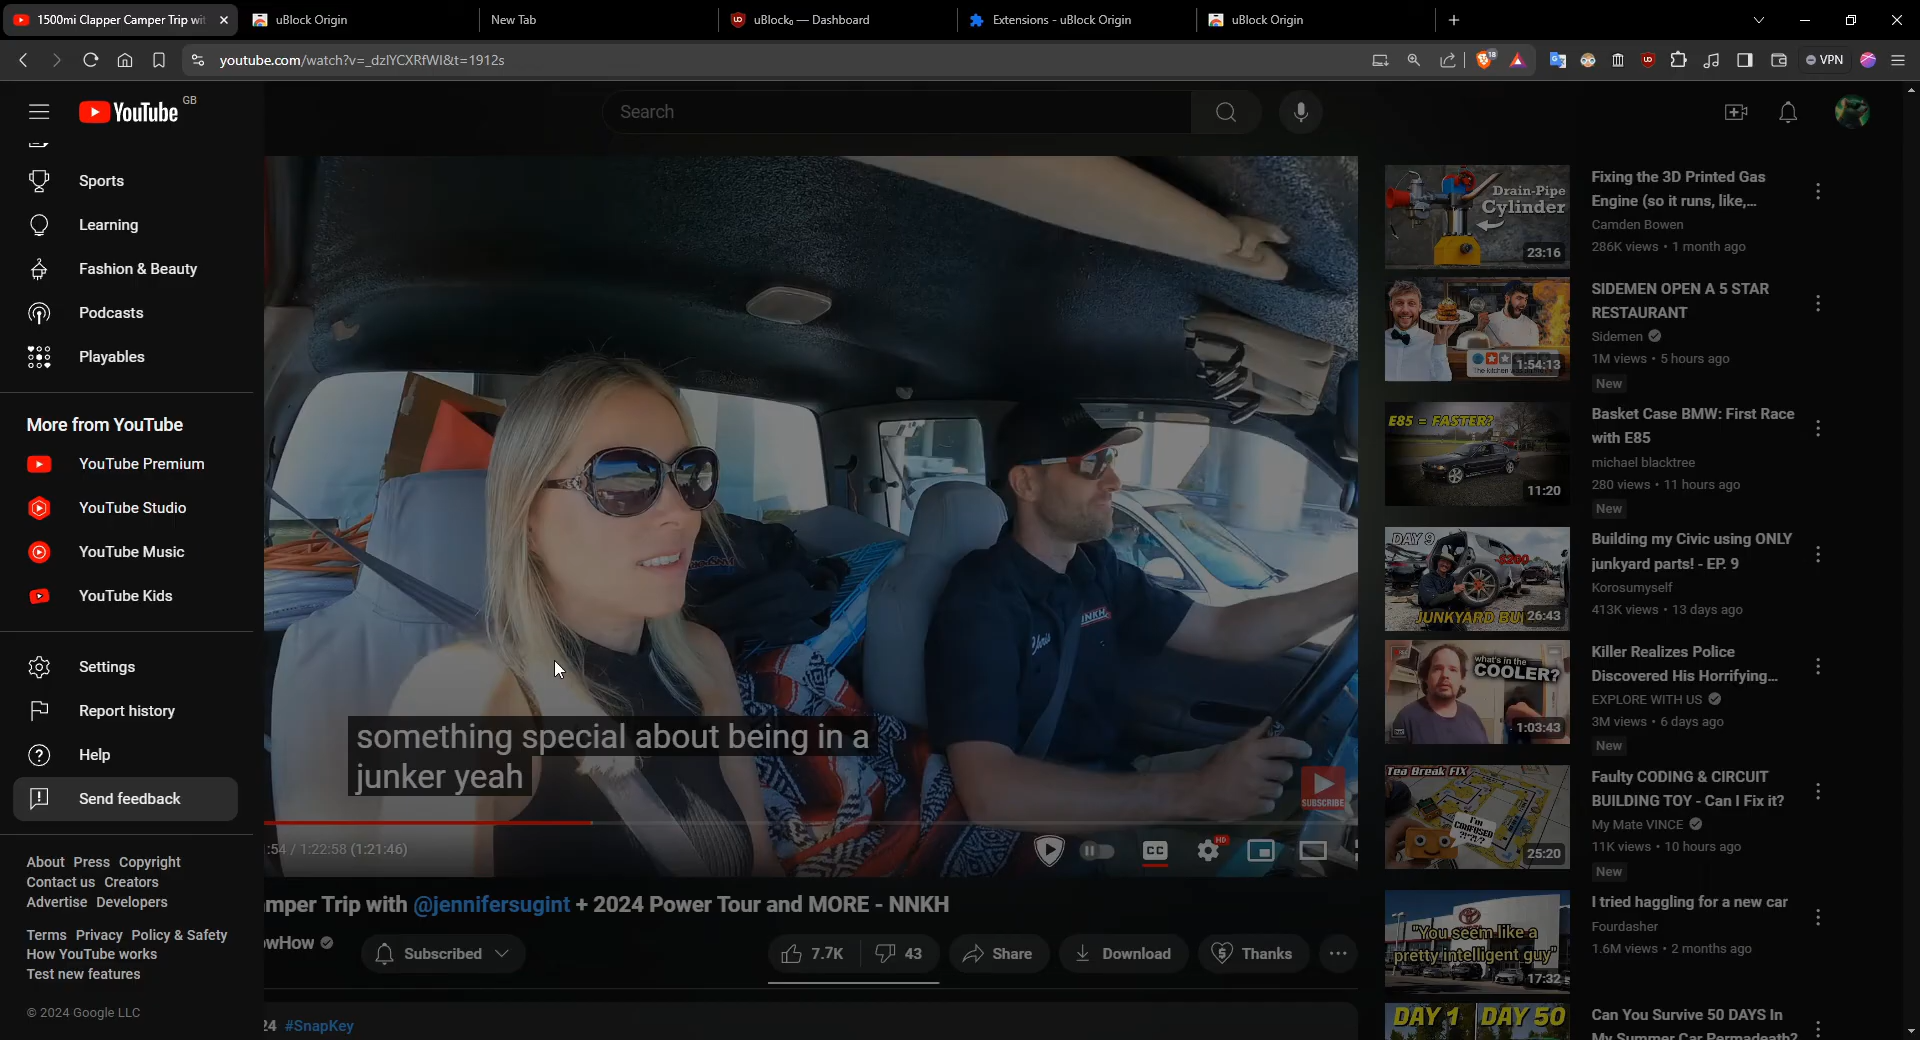 1500mi Clapper Camper Trip wit
uBlock Origin
New Tab
uBlock₀ — Dashboard
Extensions - uBlock Origin
uBlock Origin
youtube.com/watch?v=_dzlYCXRfWI&t=1912s
18
VPN
YouTube GB
Search
Sports
Learning
Fashion & Beauty
Podcasts
Playables
More from YouTube
YouTube Premium
YouTube Studio
YouTube Music
YouTube Kids
Settings
Report history
Help
Send feedback
About Press Copyright
Contact us Creators
Advertise Developers
Terms Privacy Policy & Safety
How YouTube works
Test new features
© 2024 Google LLC
Chris
NNKH
something special about being in a
junker yeah
SUBSCRIBE
:54 / 1:22:58 (1:21:46)
CC
HD
mper Trip with @jennifersugint + 2024 Power Tour and MORE - NNKH
owHow
Subscribed
7.7K
43
Share
Download
Thanks
24 #SnapKey
Drain-Pipe
Cylinder
23:16
Fixing the 3D Printed Gas
Engine (so it runs, like,...
Camden Bowen
286K views • 1 month ago
1:54:13
SIDEMEN OPEN A 5 STAR
RESTAURANT
Sidemen
1M views • 5 hours ago
New
E85 = FASTER?
11:20
Basket Case BMW: First Race
with E85
michael blacktree
280 views • 11 hours ago
New
DAY 9
$200
JUNKYARD BUI
26:43
Building my Civic using ONLY
junkyard parts! - EP. 9
Korosumyself
413K views • 13 days ago
what's in the
COOLER?
1:03:43
Killer Realizes Police
Discovered His Horrifying...
EXPLORE WITH US
3M views • 6 days ago
New
Tea Break FIX
I'm
CONFUSED
25:20
Faulty CODING & CIRCUIT
BUILDING TOY - Can I Fix it?
My Mate VINCE
11K views • 10 hours ago
New
"You seem like a
pretty intelligent guy"
17:32
I tried haggling for a new car
Fourdasher
1.6M views • 2 months ago
DAY 1 DAY 50
Can You Survive 50 DAYS In
My Summer Car Permadeath?